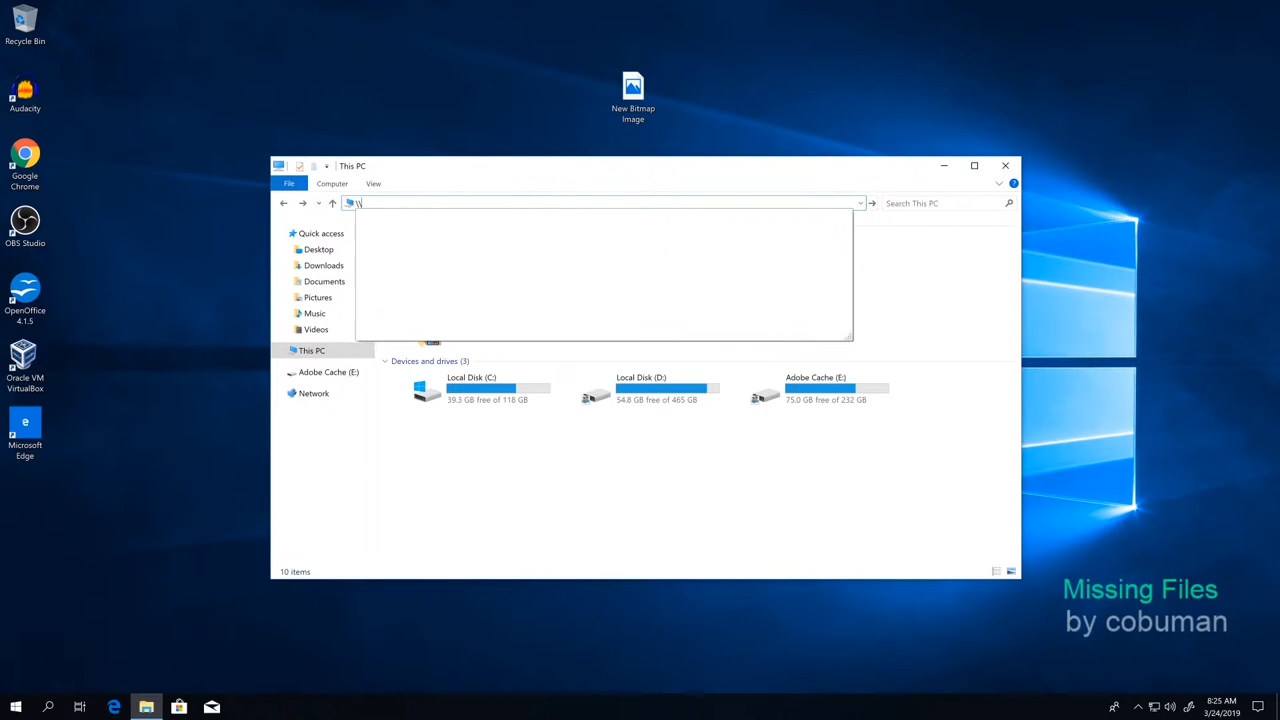 Recycle Bin
Audacity
Google
Chrome
OBS Studio
OpenOffice
4.1.5
Oracle VM
VirtualBox
e
Microsoft
Edge
New Bitmap
Image
This PC
File
Computer
View
\\
Search This PC
Quick access
Desktop
Downloads
Documents
Pictures
Music
Videos
This PC
Adobe Cache (E:)
Network
Devices and drives (3)
Local Disk (C:)
39.3 GB free of 118 GB
Local Disk (D:)
54.8 GB free of 465 GB
Adobe Cache (E:)
75.0 GB free of 232 GB
10 items
Missing Files
by cobuman
8:25 AM
3/24/2019